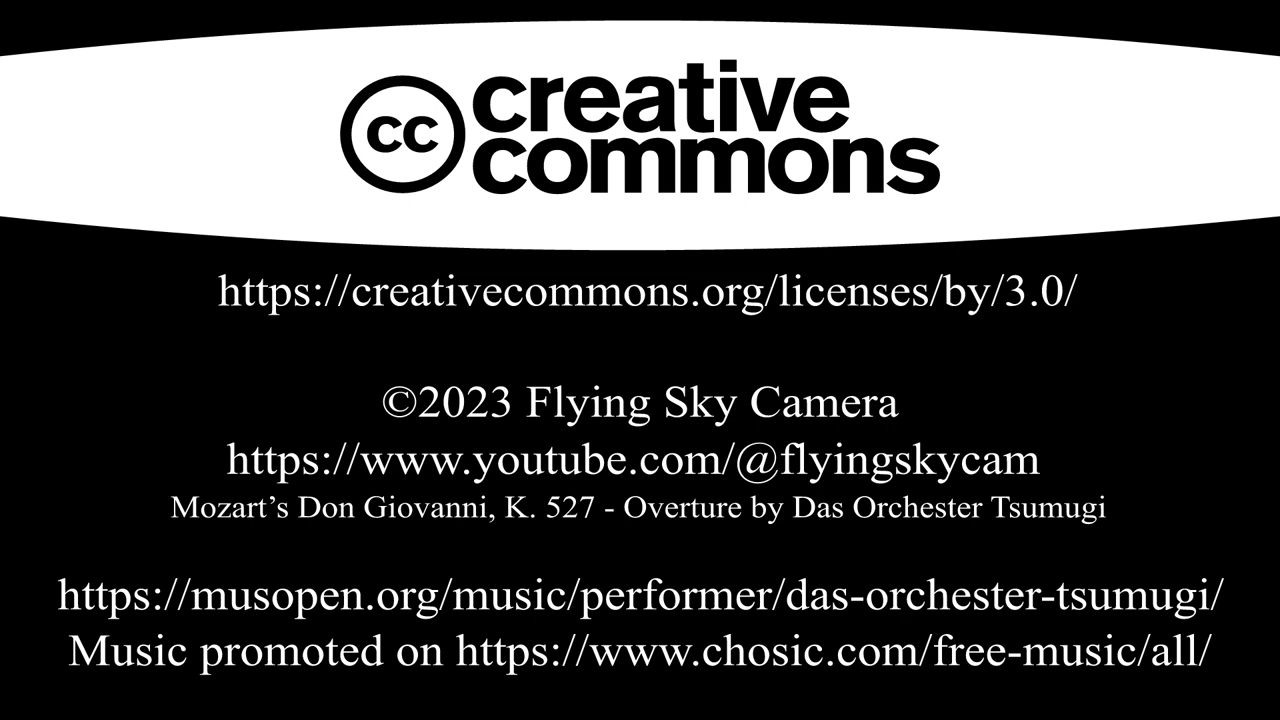 cc creative
commons
https://creativecommons.org/licenses/by/3.0/
©2023 Flying Sky Camera
https://www.youtube.com/@flyingskycam
Mozart’s Don Giovanni, K. 527 - Overture by Das Orchester Tsumugi
https://musopen.org/music/performer/das-orchester-tsumugi/
Music promoted on https://www.chosic.com/free-music/all/